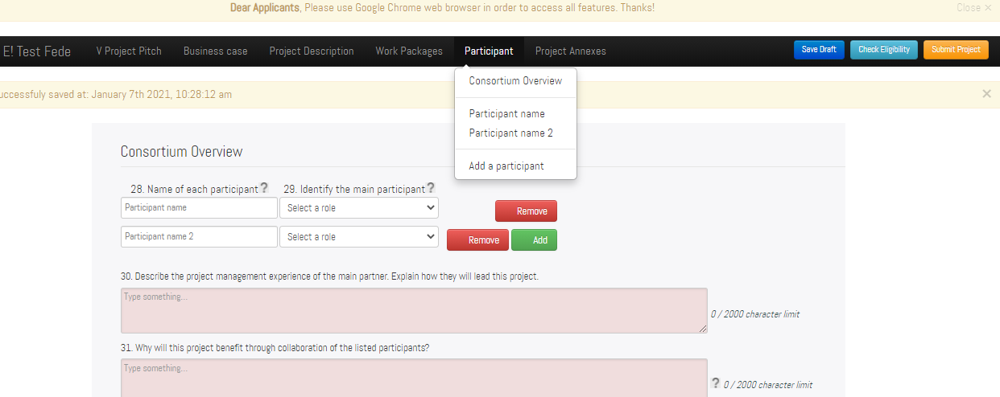 Dear Applicants, Please use Google Chrome web browser in order to access all features. Thanks! Close ×
E! Test Fede V Project Pitch Business case Project Description Work Packages Participant Project Annexes Save Draft Check Eligibility Submit Project
Consortium Overview
uccessfuly saved at: January 7th 2021, 10:28:12 am ×
Participant name
Participant name 2
Add a participant
Consortium Overview
28. Name of each participant ? 29. Identify the main participant ?
Participant name Select a role Remove
Participant name 2 Select a role Remove Add
30. Describe the project management experience of the main partner. Explain how they will lead this project.
Type something...
0 / 2000 character limit
31. Why will this project benefit through collaboration of the listed participants?
Type something...
? 0 / 2000 character limit